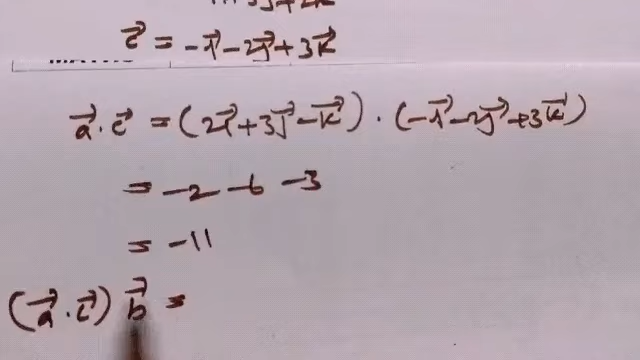 c⃗ = -i⃗ - 2j⃗ + 3k⃗
a⃗ . c⃗ = (2i⃗ + 3j⃗ - k⃗) . (-i⃗ - 2j⃗ + 3k⃗)
= -2 -6 -3
= -11
(a⃗ . c⃗) b⃗ =